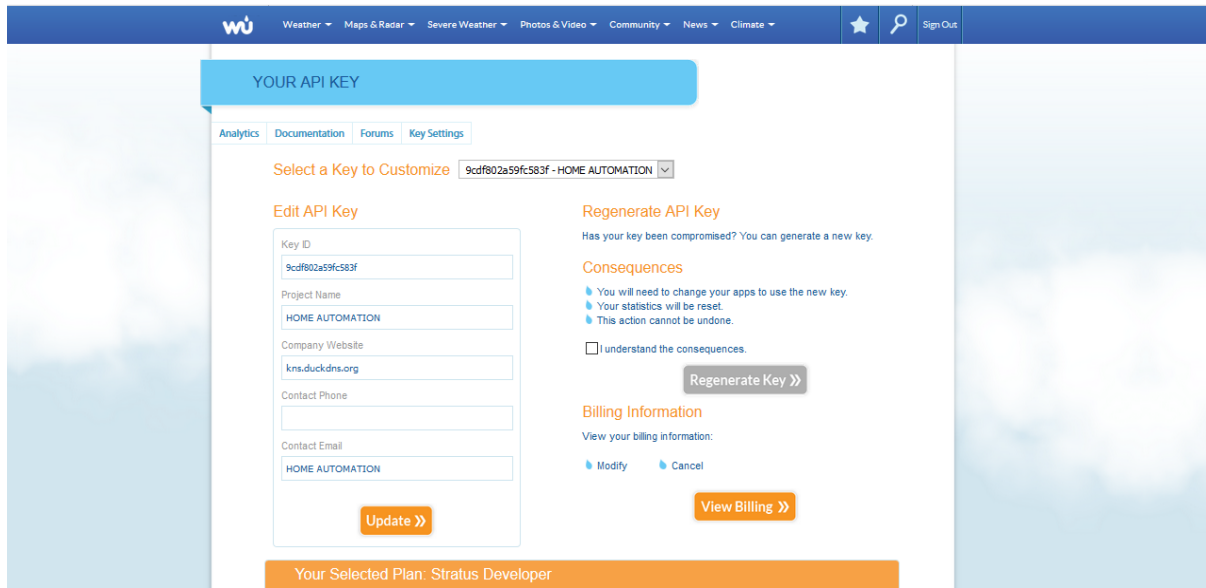 wu Weather Maps & Radar Severe Weather Photos & Video Community News Climate Sign Out
YOUR API KEY
Analytics Documentation Forums Key Settings
Select a Key to Customize 9cdf802a59fc583f - HOME AUTOMATION
Edit API Key
Key ID
9cdf802a59fc583f
Project Name
HOME AUTOMATION
Company Website
kns.duckdns.org
Contact Phone
Contact Email
HOME AUTOMATION
Update »
Regenerate API Key
Has your key been compromised? You can generate a new key.
Consequences
You will need to change your apps to use the new key.
Your statistics will be reset.
This action cannot be undone.
I understand the consequences.
Regenerate Key »
Billing Information
View your billing information:
Modify Cancel
View Billing »
Your Selected Plan: Stratus Developer